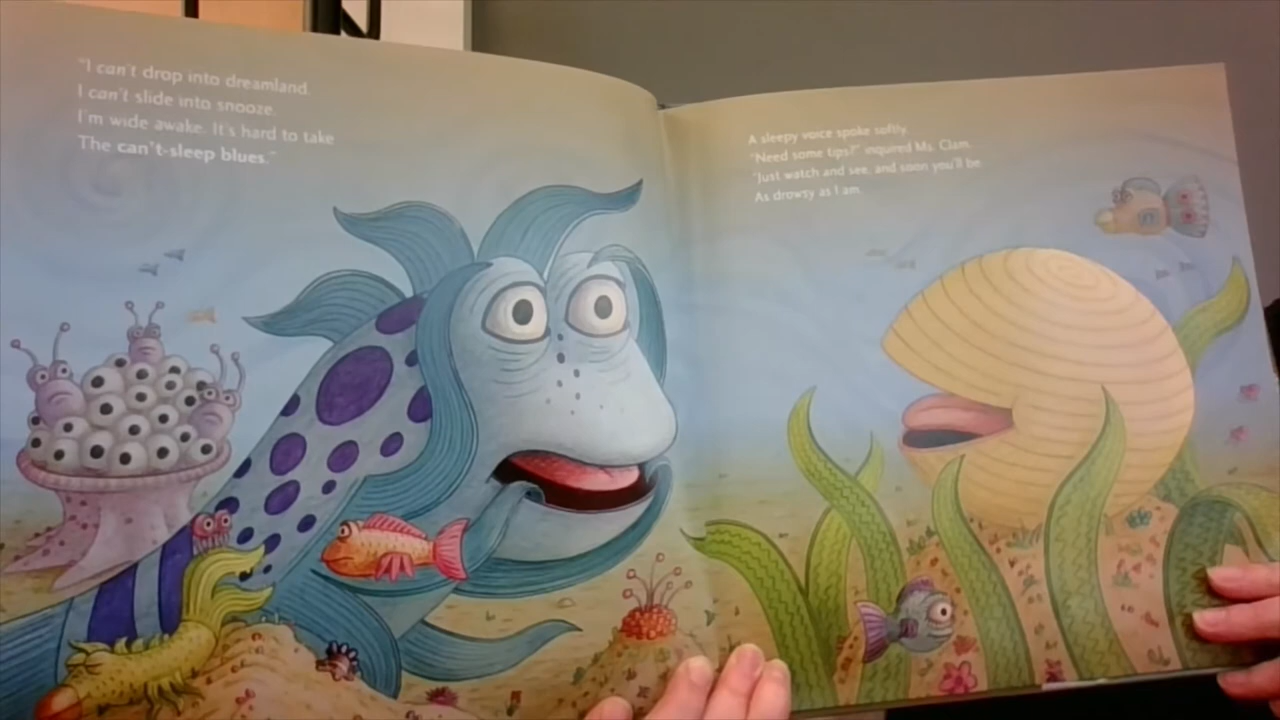 "I can't drop into dreamland.
I can't slide into snooze.
I'm wide awake. It's hard to take
The can't-sleep blues."
A sleepy voice spoke softly.
"Need some tips?" inquired Ms. Clam.
"Just watch and see, and soon you'll be
As drowsy as I am.